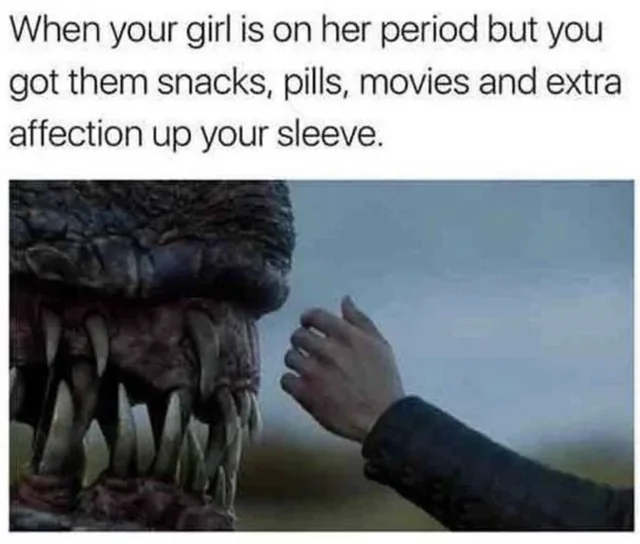 When your girl is on her period but you
got them snacks, pills, movies and extra
affection up your sleeve.